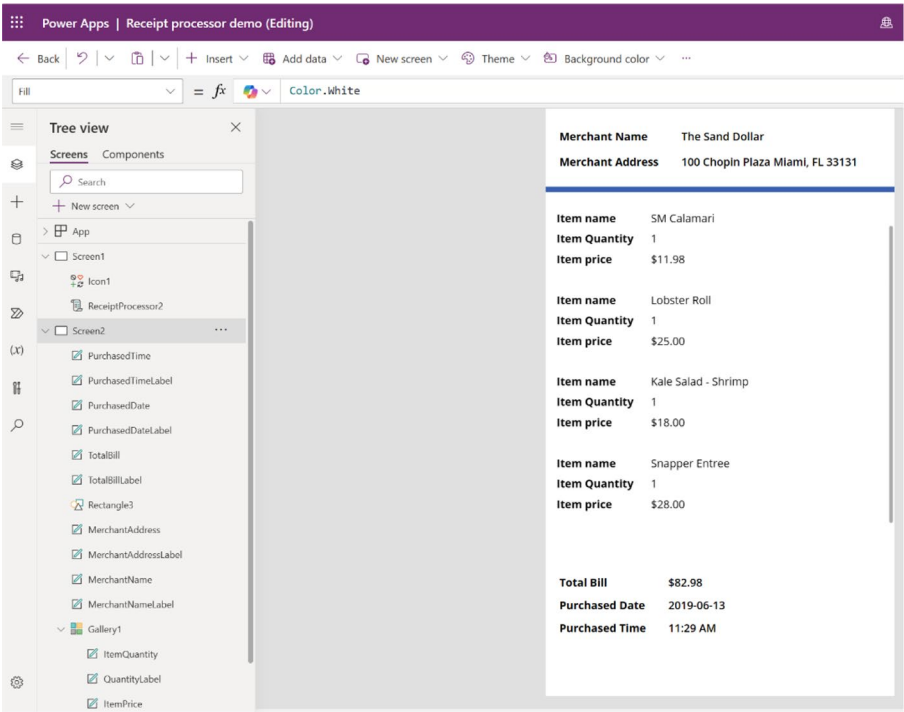 Power Apps | Receipt processor demo (Editing)
Back Insert Add data New screen Theme Background color ...
Fill = fx Color.White
Tree view
Screens Components
Search
New screen
App
Screen1
Icon1
ReceiptProcessor2
Screen2 ...
PurchasedTime
(x)
PurchasedTimeLabel
PurchasedDate
PurchasedDateLabel
TotalBill
TotalBillLabel
Rectangle3
MerchantAddress
MerchantAddressLabel
MerchantName
MerchantNameLabel
Gallery1
ItemQuantity
QuantityLabel
ItemPrice
Merchant Name The Sand Dollar
Merchant Address 100 Chopin Plaza Miami, FL 33131
Item name SM Calamari
Item Quantity 1
Item price $11.98
Item name Lobster Roll
Item Quantity 1
Item price $25.00
Item name Kale Salad - Shrimp
Item Quantity 1
Item price $18.00
Item name Snapper Entree
Item Quantity 1
Item price $28.00
Total Bill $82.98
Purchased Date 2019-06-13
Purchased Time 11:29 AM